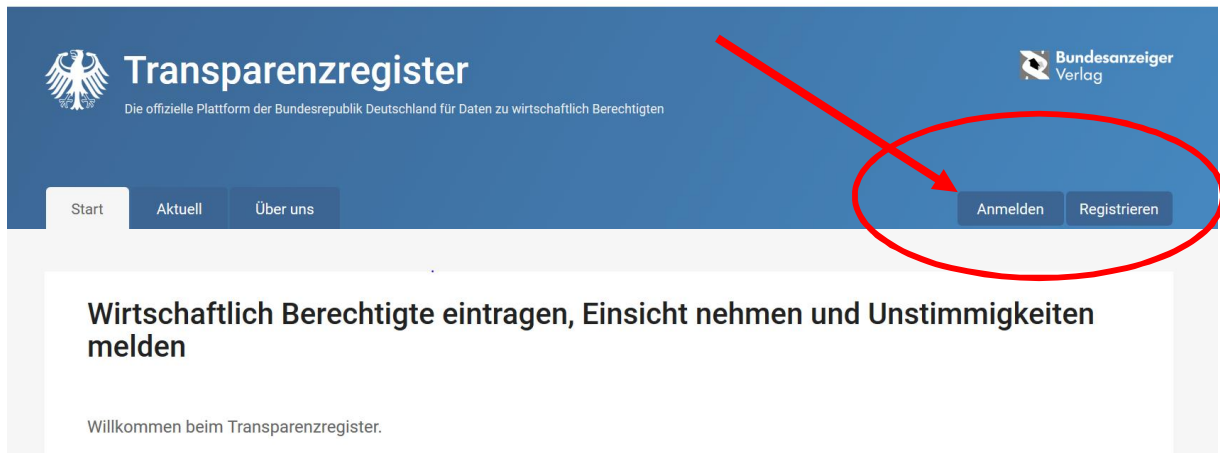 Transparenzregister
Die offizielle Plattform der Bundesrepublik Deutschland für Daten zu wirtschaftlich Berechtigten
Bundesanzeiger
Verlag
Start
Aktuell
Über uns
Anmelden
Registrieren
Wirtschaftlich Berechtigte eintragen, Einsicht nehmen und Unstimmigkeiten
melden
Willkommen beim Transparenzregister.